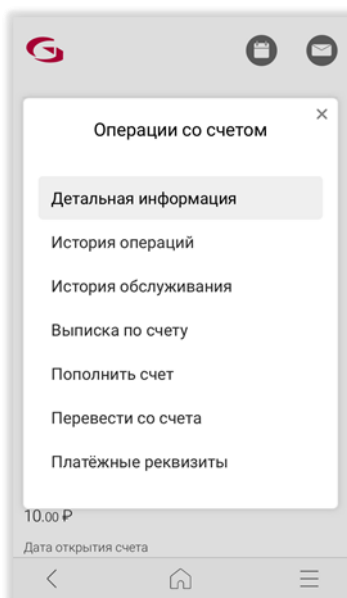 Операции со счетом
Детальная информация
История операций
История обслуживания
Выписка по счету
Пополнить счет
Перевести со счета
Платёжные реквизиты
10.00 ₽
Дата открытия счета